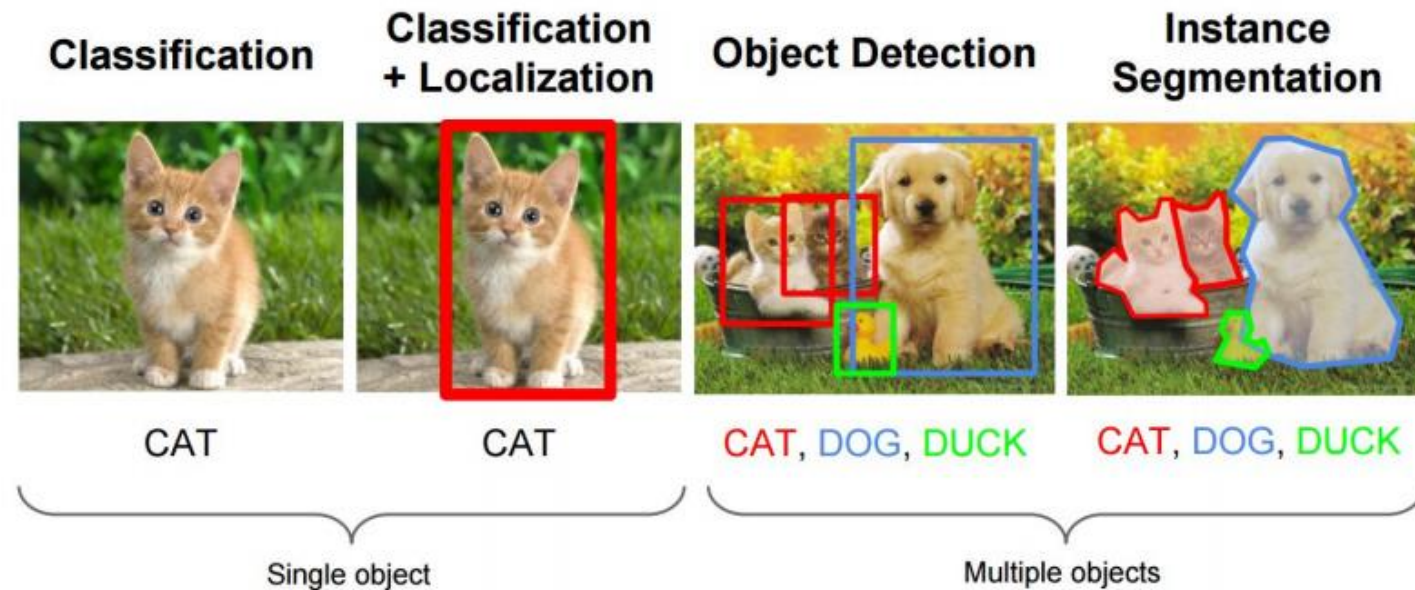 Classification
Classification
+ Localization
Object Detection
Instance
Segmentation
CAT
CAT
CAT, DOG, DUCK
CAT, DOG, DUCK
Single object
Multiple objects